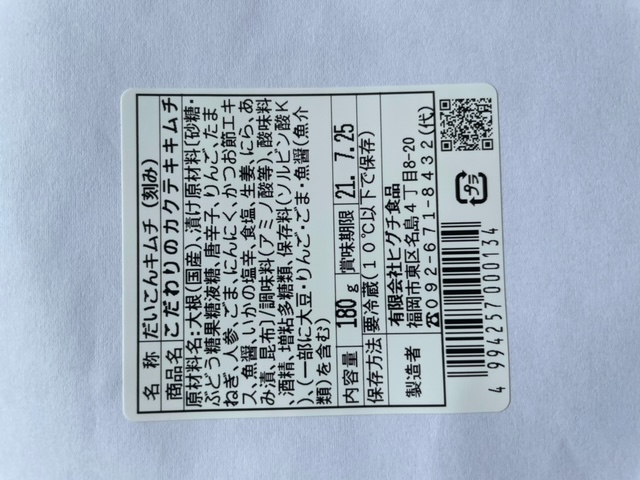 名 称 だいこんキムチ(刻み)
商品名 こだわりのカクテキキムチ
原材料名:大根(国産)、漬け原材料〔砂糖・
ぶどう糖果糖液糖、唐辛子、りんご、たま
ねぎ、人参、ごま、にんにく、かつお節エキ
ス、魚醤、いかの塩辛、食塩、生姜、にら、あ
み漬、昆布〕/調味料(アミノ酸等)、酸味料
、酒精、増粘多糖類、保存料(ソルビン酸K
)、(一部に大豆・りんご・ごま・魚醤(魚介
類)を含む)
内容量 180g 賞味期限 21. 7.25
保存方法 要冷蔵(10℃以下で保存)
製造者 有限会社ヒグチ食品
福岡市東区名島4丁目8-20
☎092-671-8432(代)
プラ
4994257000134